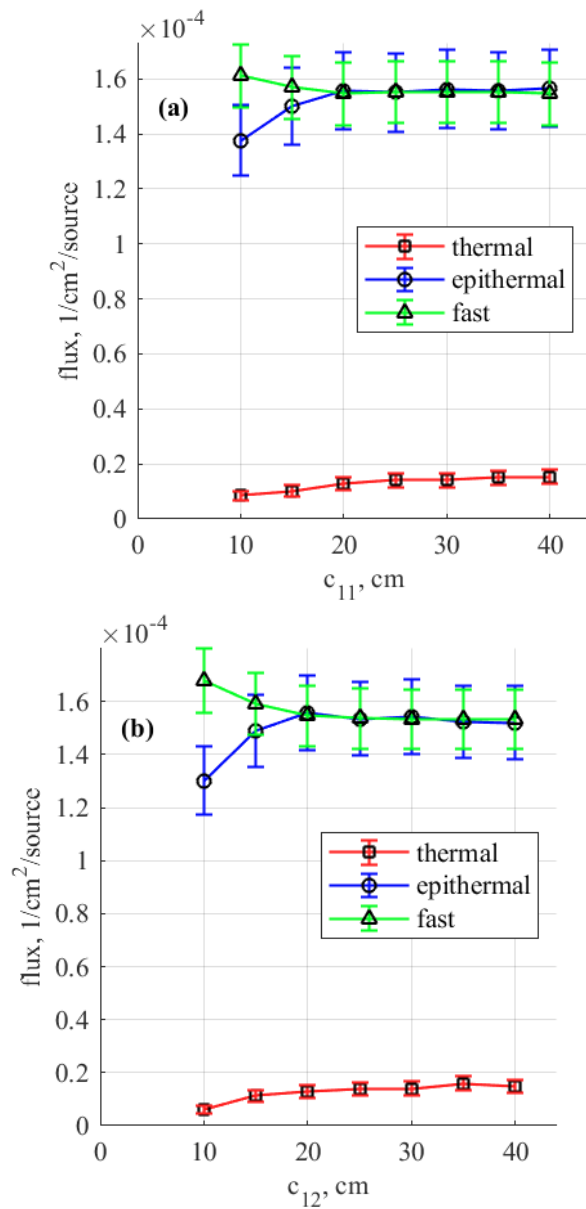 ×10⁻⁴
1.6
(a)
1.4
1.2
1
0.8
0.6
0.4
0.2
0
flux, 1/cm²/source
thermal
epithermal
fast
0 10 20 30 40
c₁₁, cm
×10⁻⁴
1.6
(b)
1.4
1.2
1
0.8
0.6
0.4
0.2
0
flux, 1/cm²/source
thermal
epithermal
fast
0 10 20 30 40
c₁₂, cm